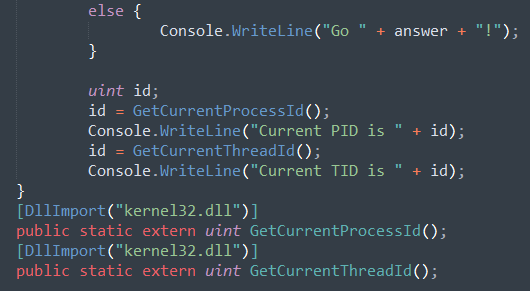 else {
Console.WriteLine("Go " + answer + "!");
}
uint id;
id = GetCurrentProcessId();
Console.WriteLine("Current PID is " + id);
id = GetCurrentThreadId();
Console.WriteLine("Current TID is " + id);
}
[DllImport("kernel32.dll")]
public static extern uint GetCurrentProcessId();
[DllImport("kernel32.dll")]
public static extern uint GetCurrentThreadId();